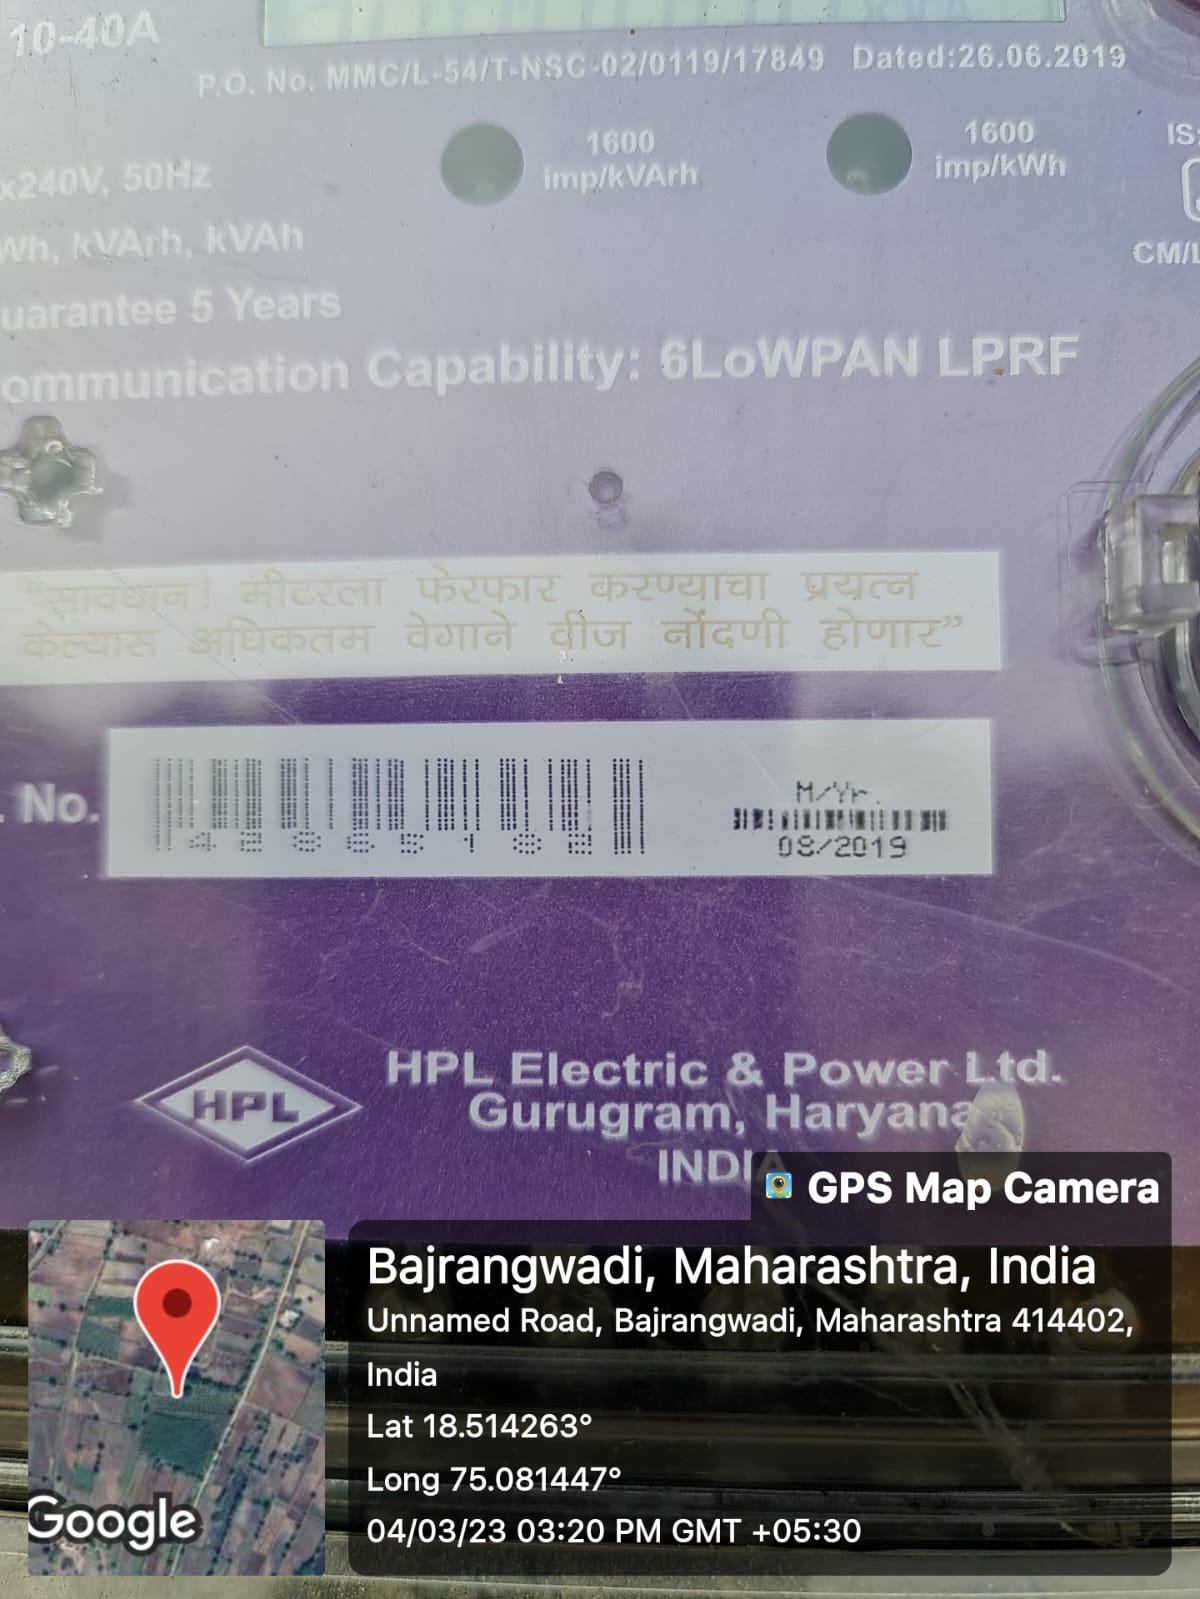 10-40A
P.O. No. MMC/L-54/T-NSC-02/0119/17849 Dated:26.06.2019
1600
imp/kVArh
1600
imp/kWh
IS:
x240V, 50Hz
Wh, kVArh, kVAh
CM/L
uarantee 5 Years
ommunication Capability: 6LoWPAN LPRF
“सावधान! मीटरला फेरफार करण्याचा प्रयत्न
केल्यास अधिकतम वेगाने वीज नोंदणी होणार”
. No.
M/Yr.
08/2019
HPL
HPL Electric & Power Ltd.
Gurugram, Haryana
INDIA
GPS Map Camera
Bajrangwadi, Maharashtra, India
Unnamed Road, Bajrangwadi, Maharashtra 414402,
India
Lat 18.514263°
Long 75.081447°
04/03/23 03:20 PM GMT +05:30
Google